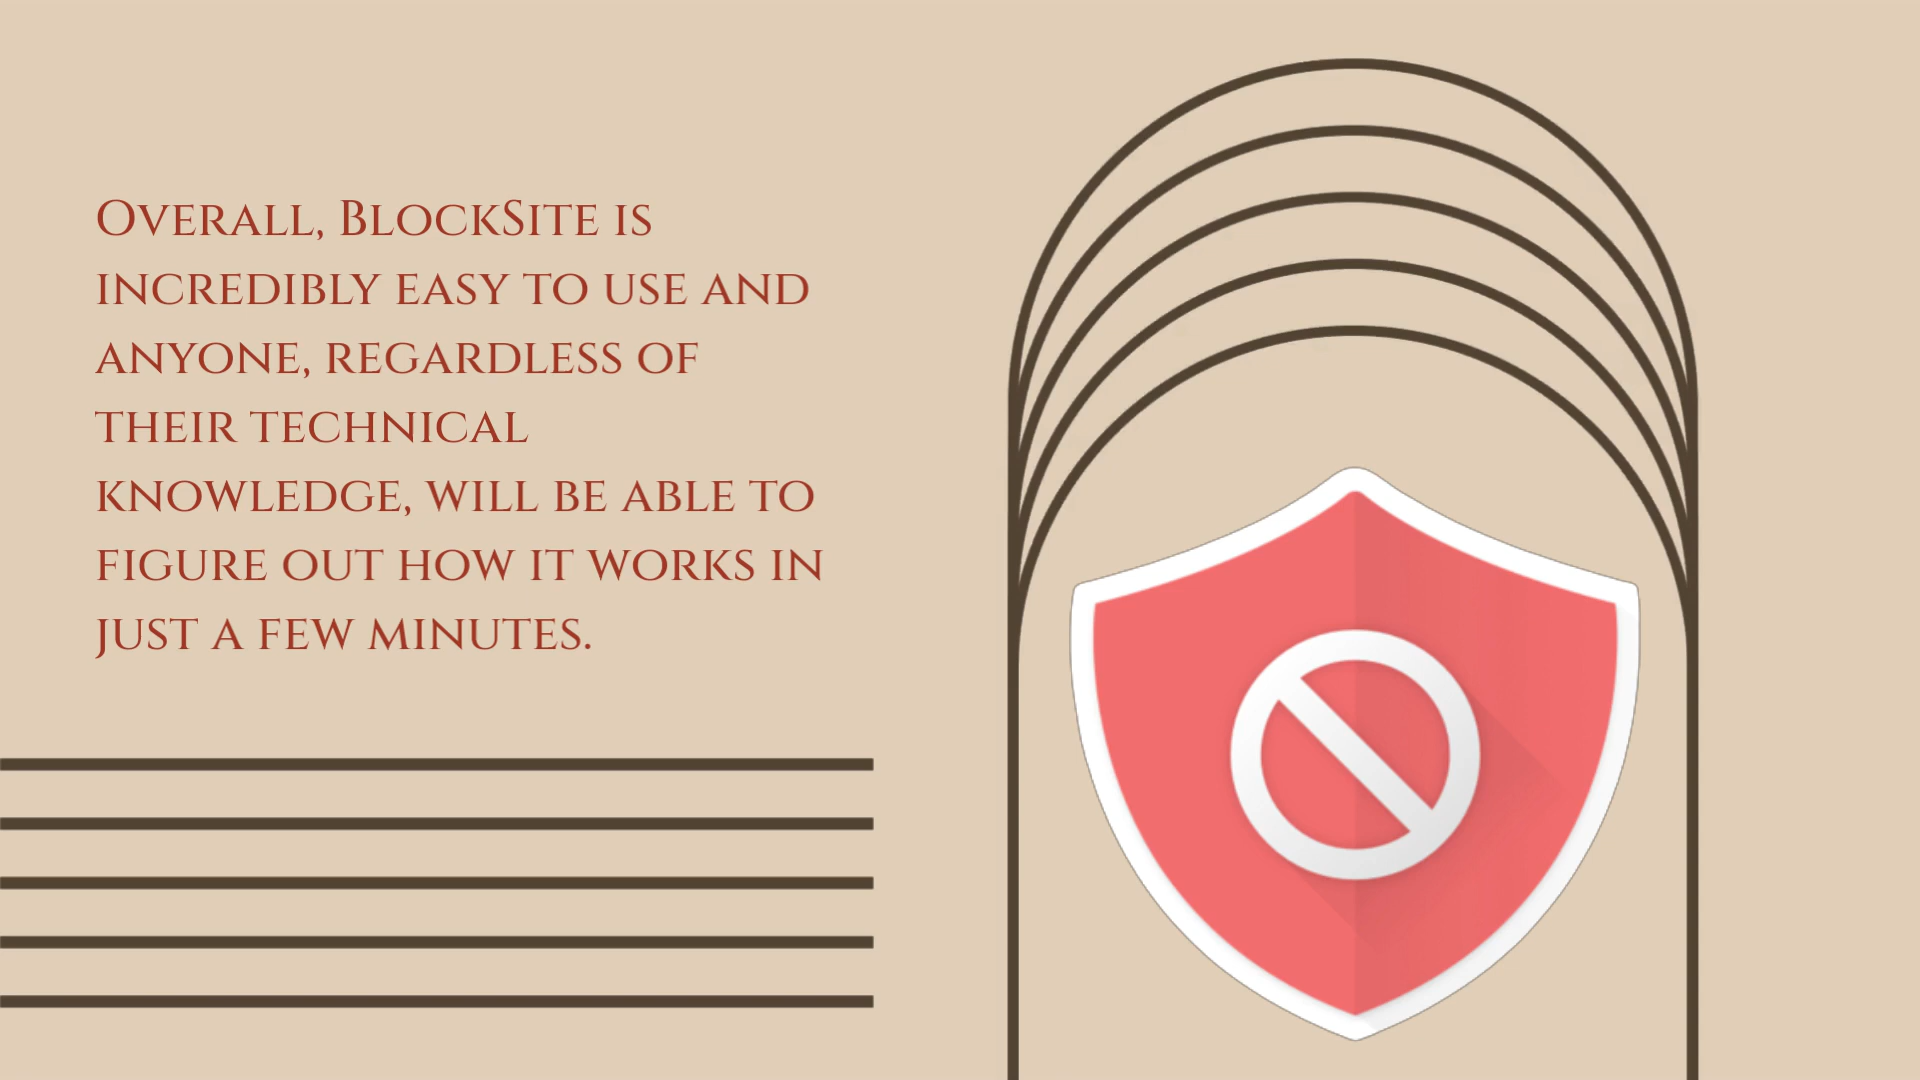 Overall, BlockSite is
incredibly easy to use and
anyone, regardless of
their technical
knowledge, will be able to
figure out how it works in
just a few minutes.